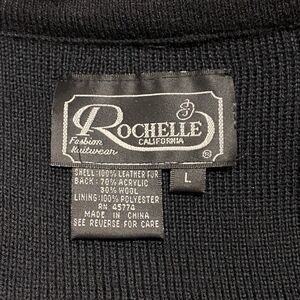 ROCHELLE
Fashion
Knitwear
CALIFORNIA
L
SHELL: 100% LEATHER FUR
BACK: 70% ACRYLIC
30% WOOL
LINING: 100% POLYESTER
RN 45774
MADE IN CHINA
SEE REVERSE FOR CARE